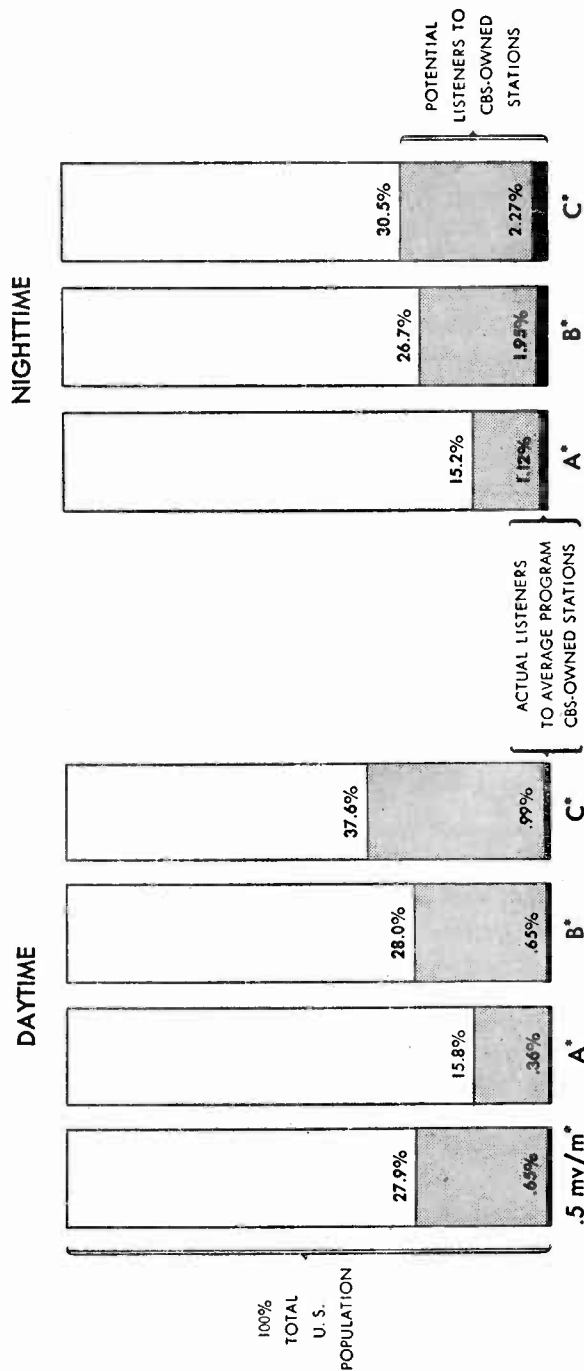 DAYTIME
100%
TOTAL
U. S.
POPULATION
27.9%
.65%
.5 mv/m*
15.8%
.36%
A*
28.0%
.65%
B*
37.6%
.99%
C*
ACTUAL LISTENERS
TO AVERAGE PROGRAM
CBS-OWNED STATIONS
NIGHTTIME
15.2%
1.12%
A*
26.7%
1.95%
B*
30.5%
2.27%
C*
POTENTIAL
LISTENERS TO
CBS-OWNED
STATIONS